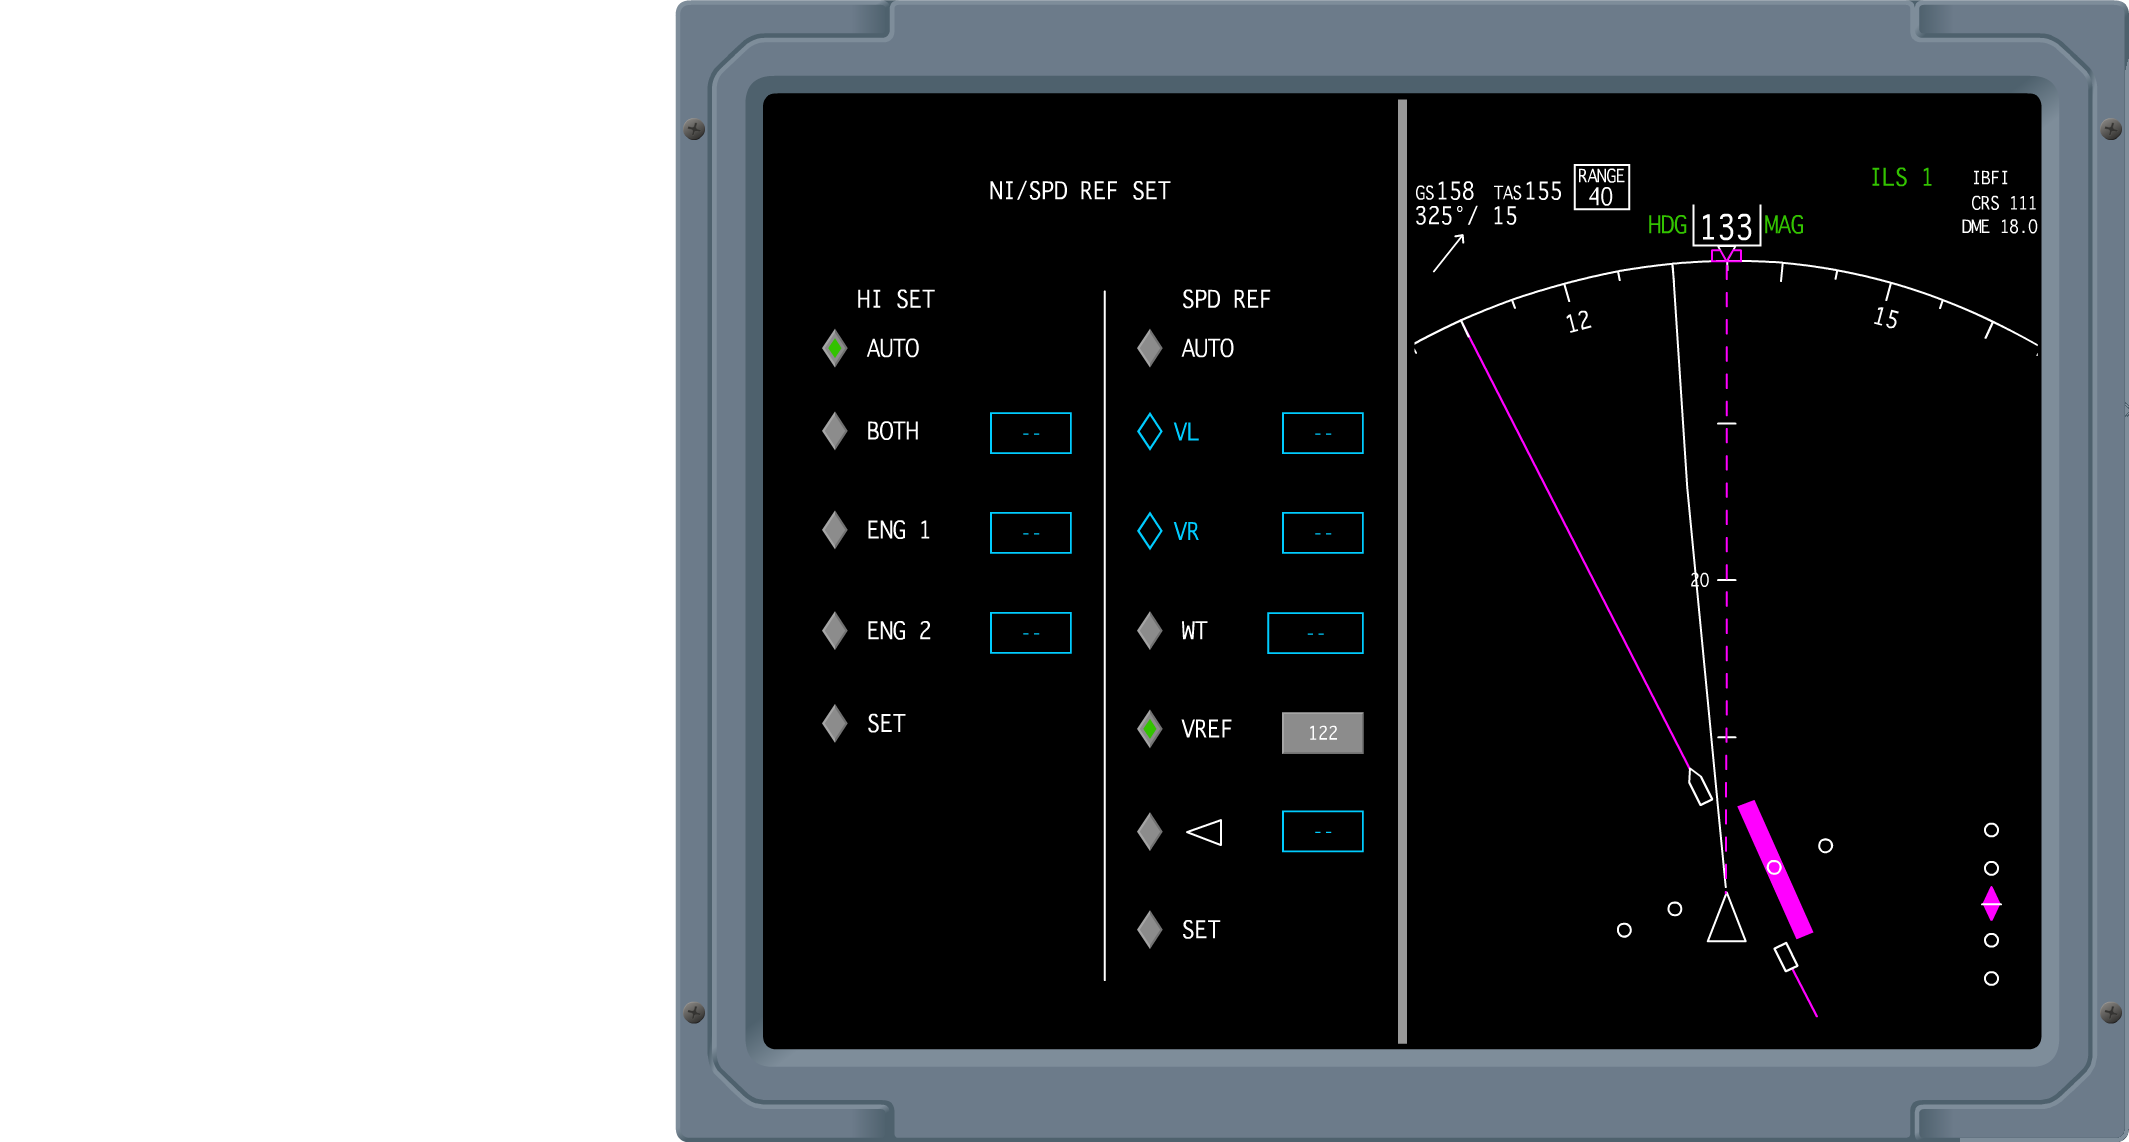 NI/SPD REF SET
HI SET
AUTO
BOTH --
ENG 1 --
ENG 2 --
SET
SPD REF
AUTO
VL --
VR --
WT --
VREF 122
--
SET
GS158 TAS155
325°/ 15
RANGE
40
HDG 133 MAG
ILS 1
IBFI
CRS 111
DME 18.0
12
15
20